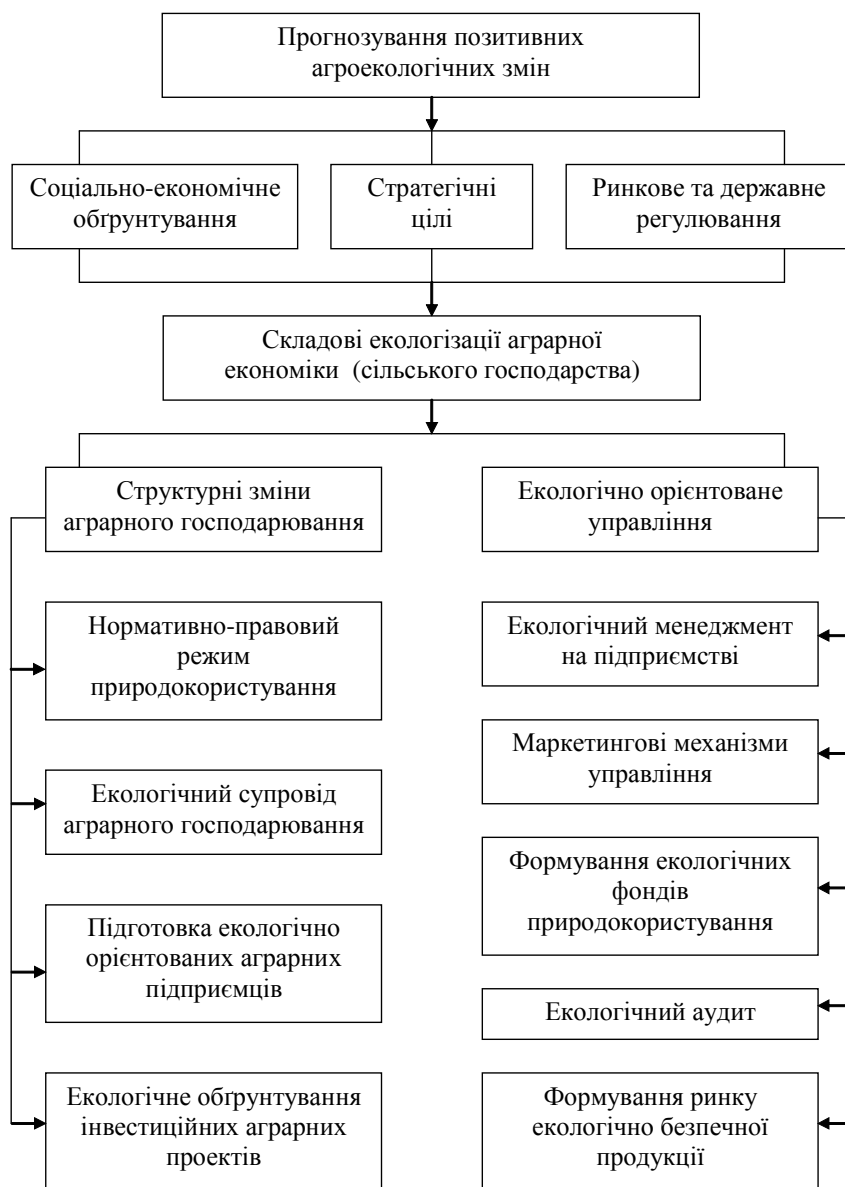 Прогнозування позитивних
агроекологічних змін
Соціально-економічне
обґрунтування
Стратегічні
цілі
Ринкове та державне
регулювання
Складові екологізації аграрної
економіки (сільського господарства)
Структурні зміни
аграрного господарювання
Екологічно орієнтоване
управління
Нормативно-правовий
режим
природокористування
Екологічний супровід
аграрного господарювання
Підготовка екологічно
орієнтованих аграрних
підприємців
Екологічне обґрунтування
інвестиційних аграрних
проектів
Екологічний менеджмент
на підприємстві
Маркетингові механізми
управління
Формування екологічних
фондів
природокористування
Екологічний аудит
Формування ринку
екологічно безпечної
продукції